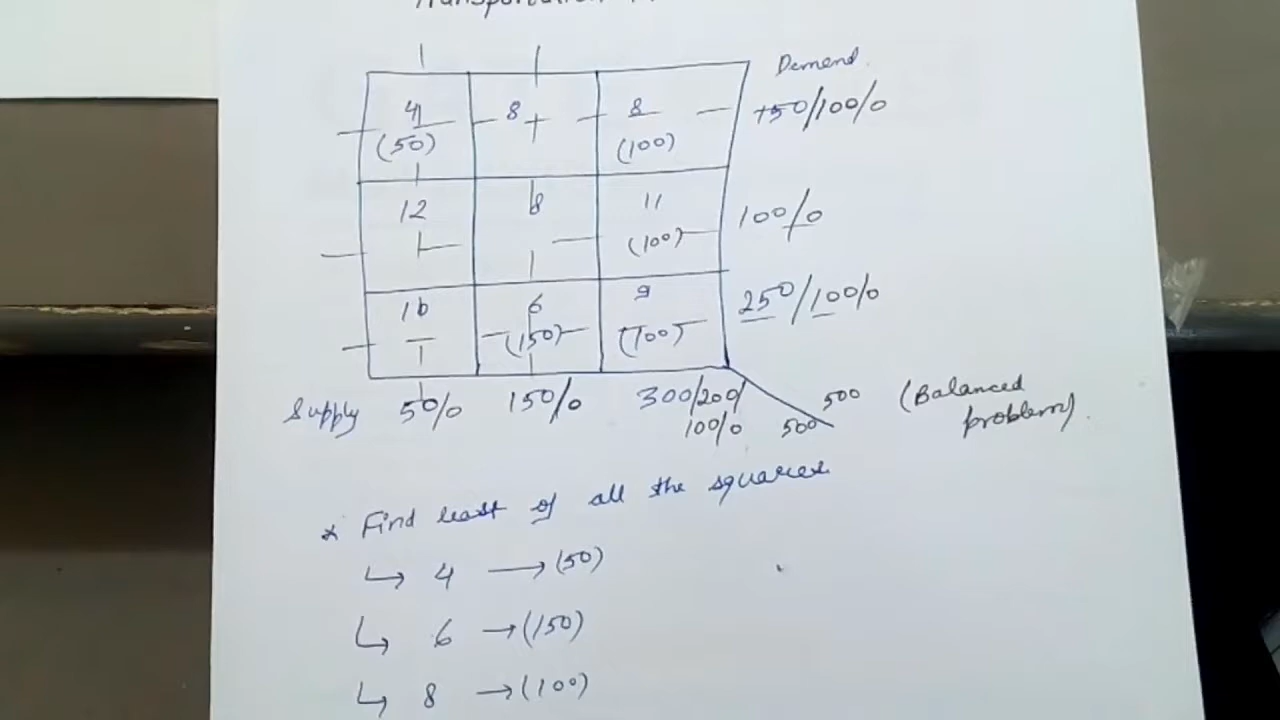 Transportation
Demand.
4 8 8 150/100/0
(50) (100)
12 8 11 100/0
(100)
16 6 9 250/100/0
(150) (100)
Supply 50/0 150/0 300/200/ 500 (Balanced
100/0 500 problem).
* Find least of all the squares
↳ 4 → (50)
↳ 6 → (150)
↳ 8 → (100)